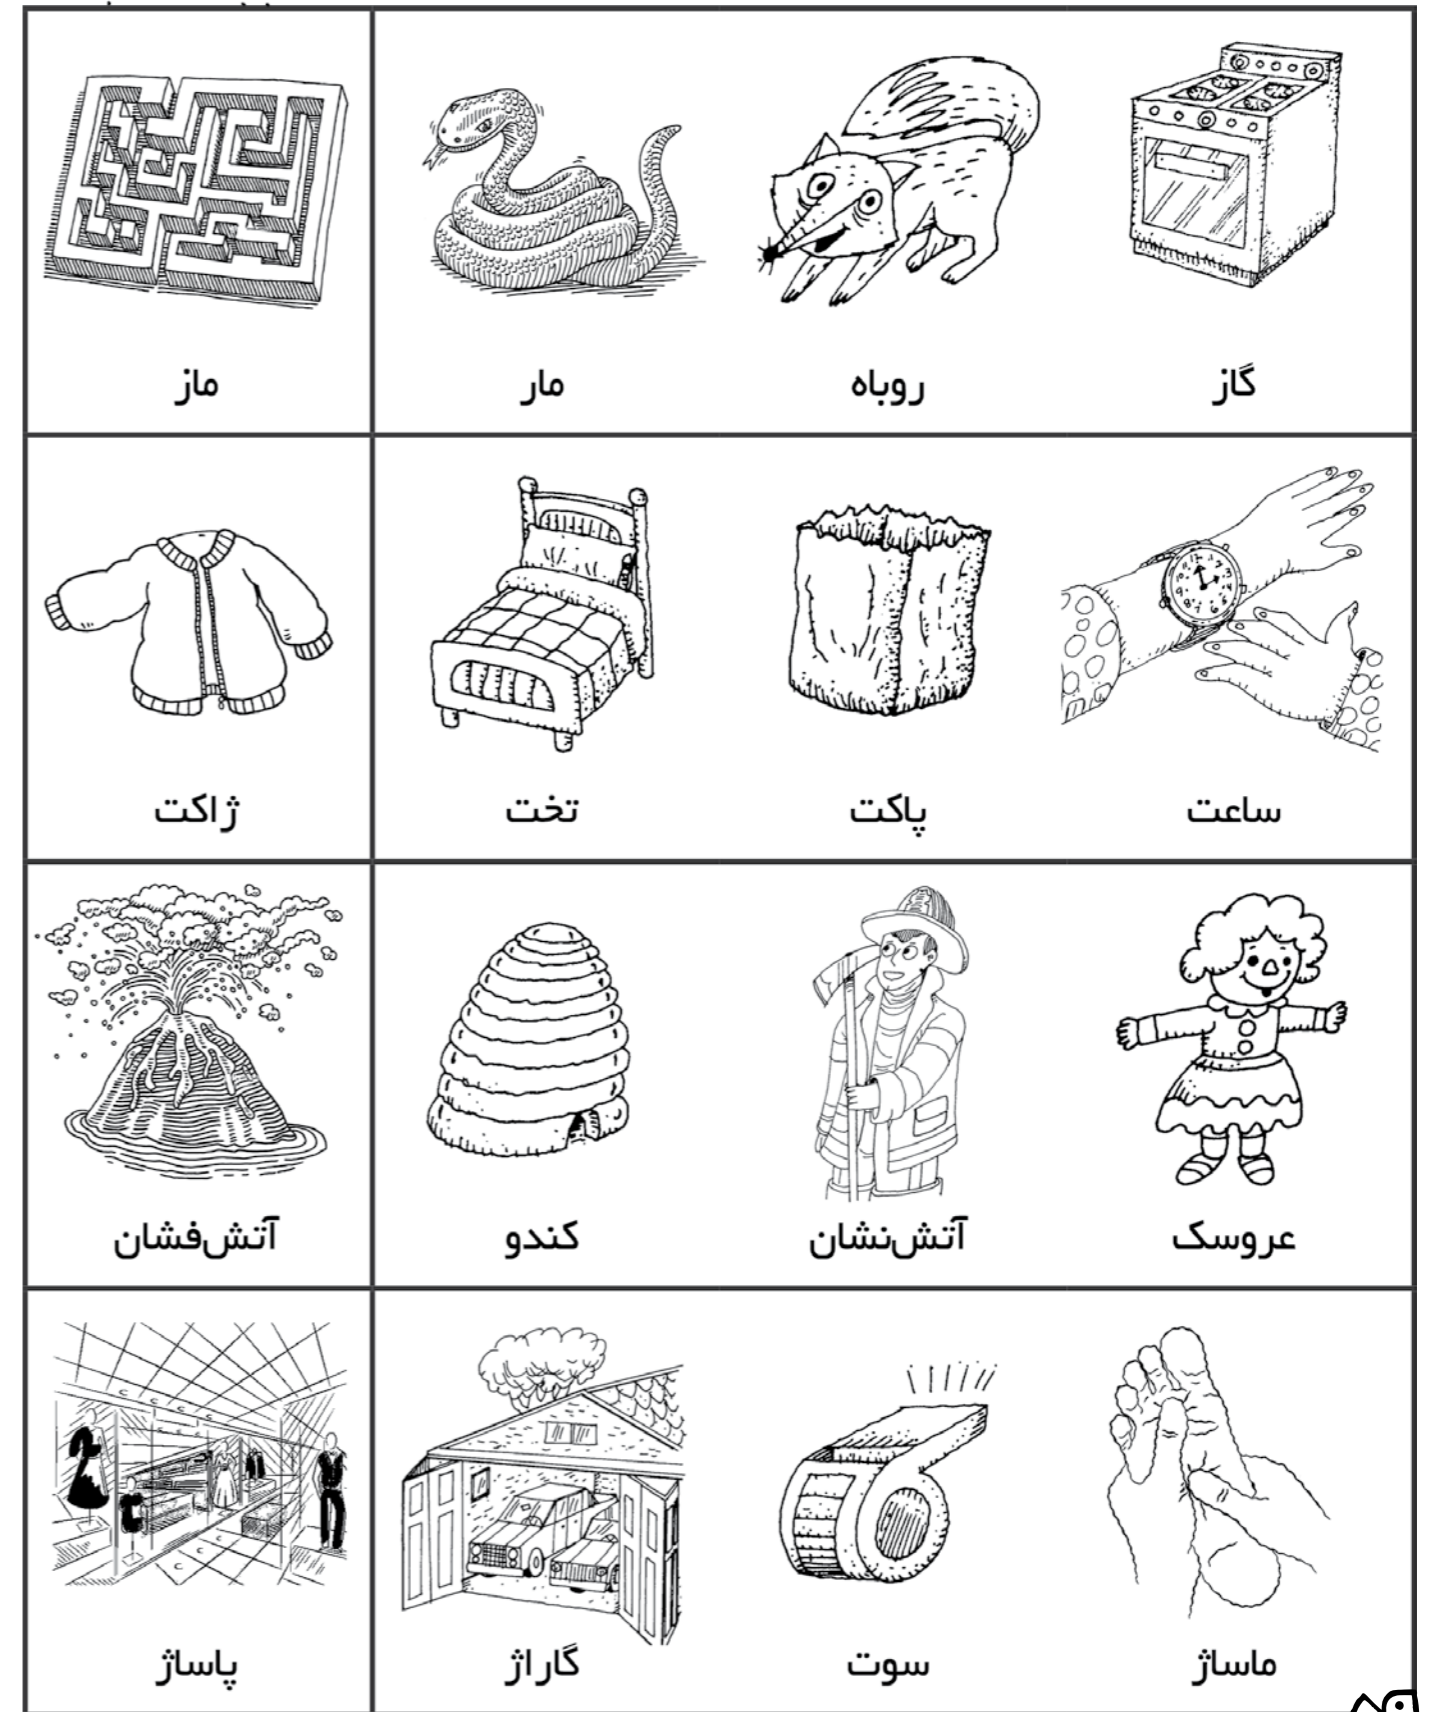 گاز روباه مار ماز
ساعت پاکت تخت ژاکت
عروسک آتش‌نشان کندو آتش‌فشان
ماساژ سوت گاراژ پاساژ